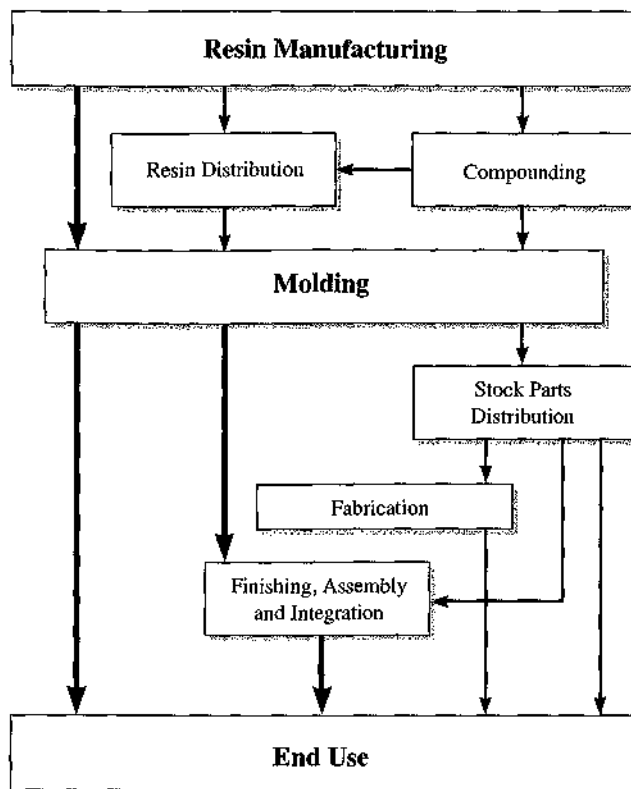 Resin Manufacturing
Resin Distribution
Compounding
Molding
Stock Parts
Distribution
Fabrication
Finishing, Assembly
and Integration
End Use